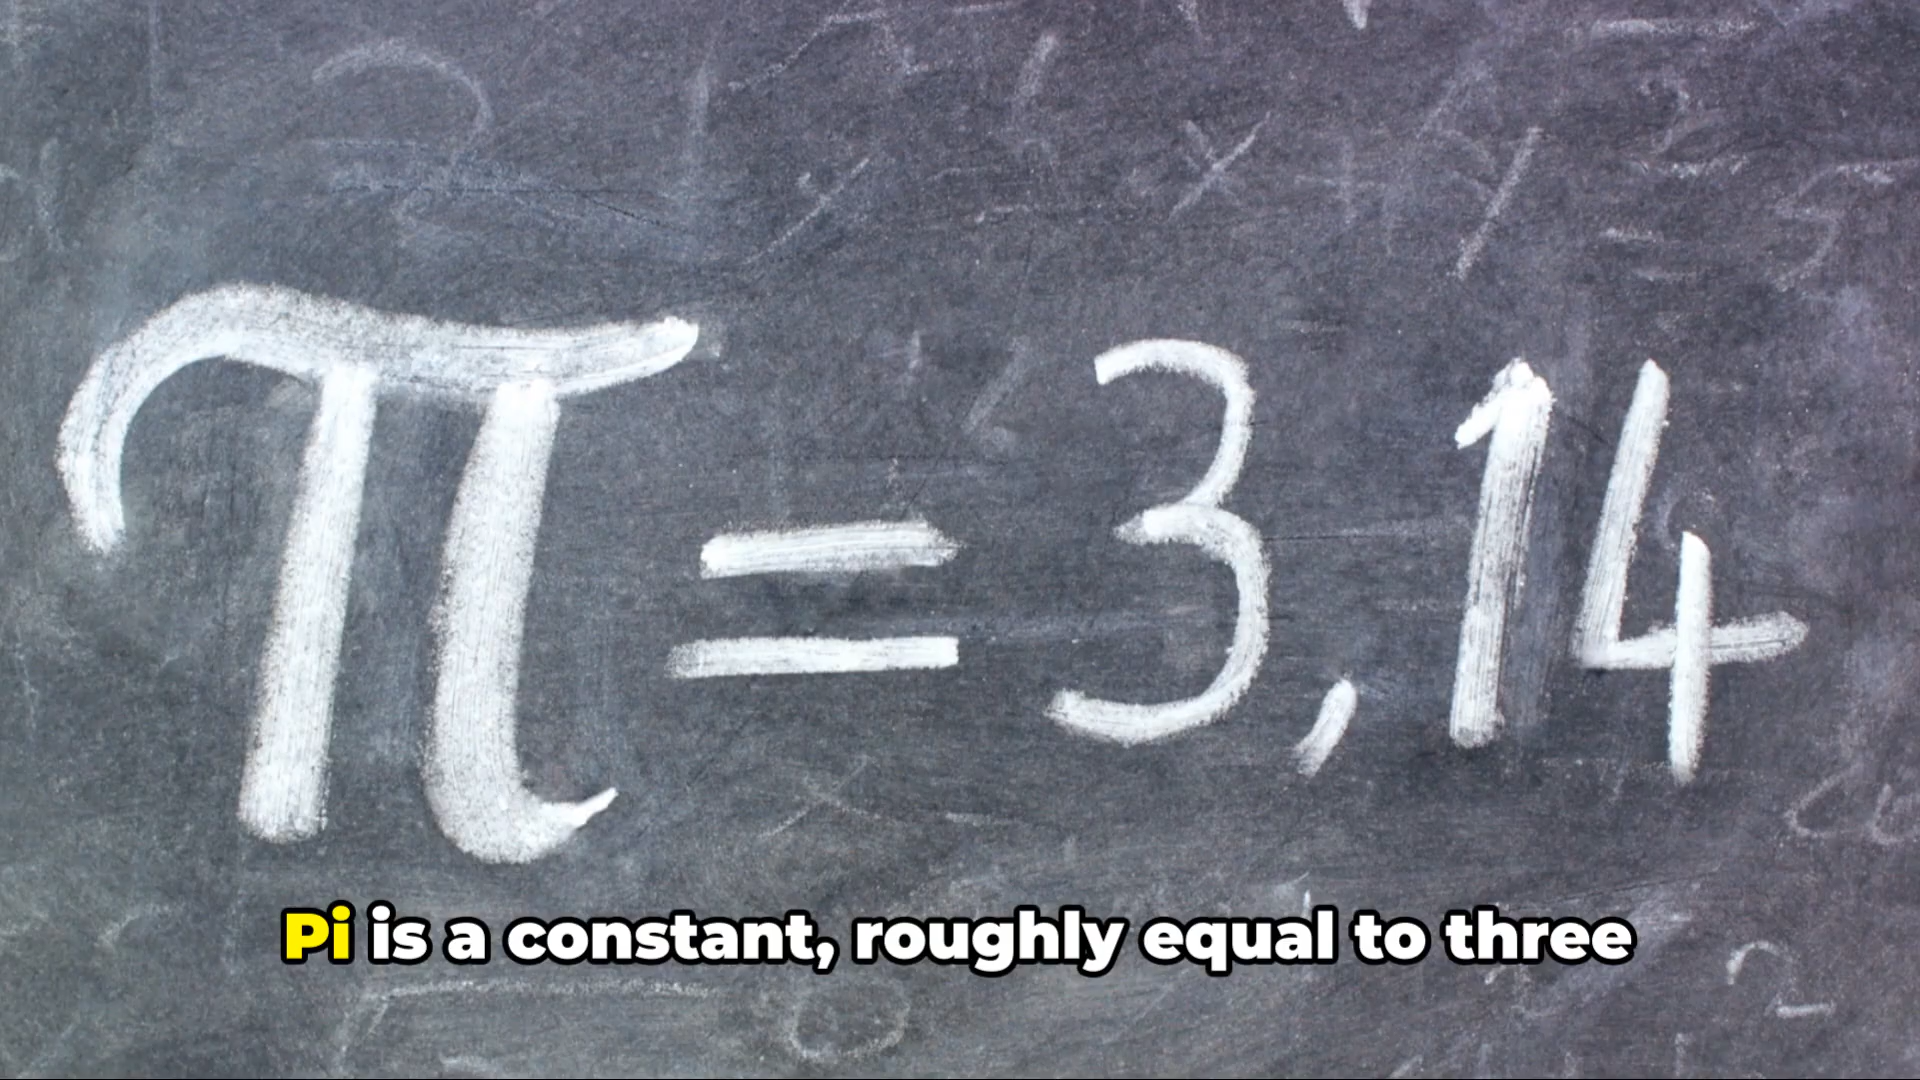 π = 3,14
Pi is a constant, roughly equal to three